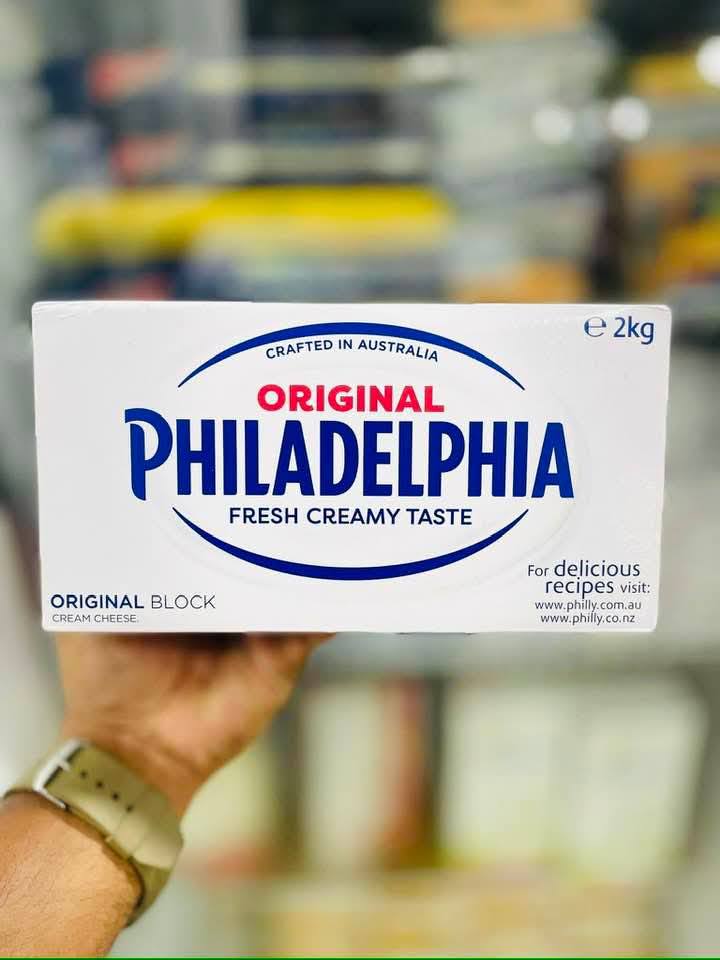 ℮ 2kg
CRAFTED IN AUSTRALIA
ORIGINAL
PHILADELPHIA
FRESH CREAMY TASTE
ORIGINAL BLOCK
CREAM CHEESE.
For delicious
recipes visit:
www.philly.com.au
www.philly.co.nz